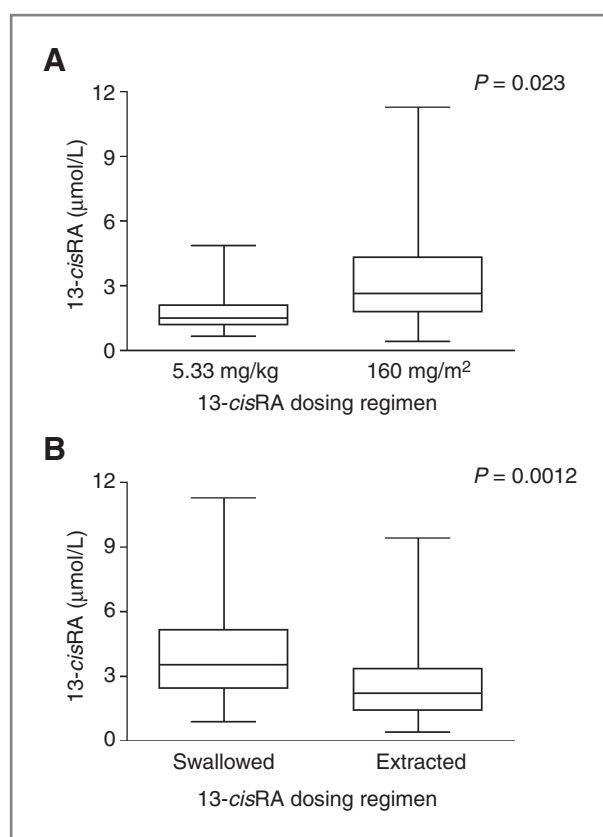 A
P = 0.023
12
9
6
3
0
13-cisRA (μmol/L)
5.33 mg/kg 160 mg/m²
13-cisRA dosing regimen
B
P = 0.0012
12
9
6
3
0
13-cisRA (μmol/L)
Swallowed Extracted
13-cisRA dosing regimen